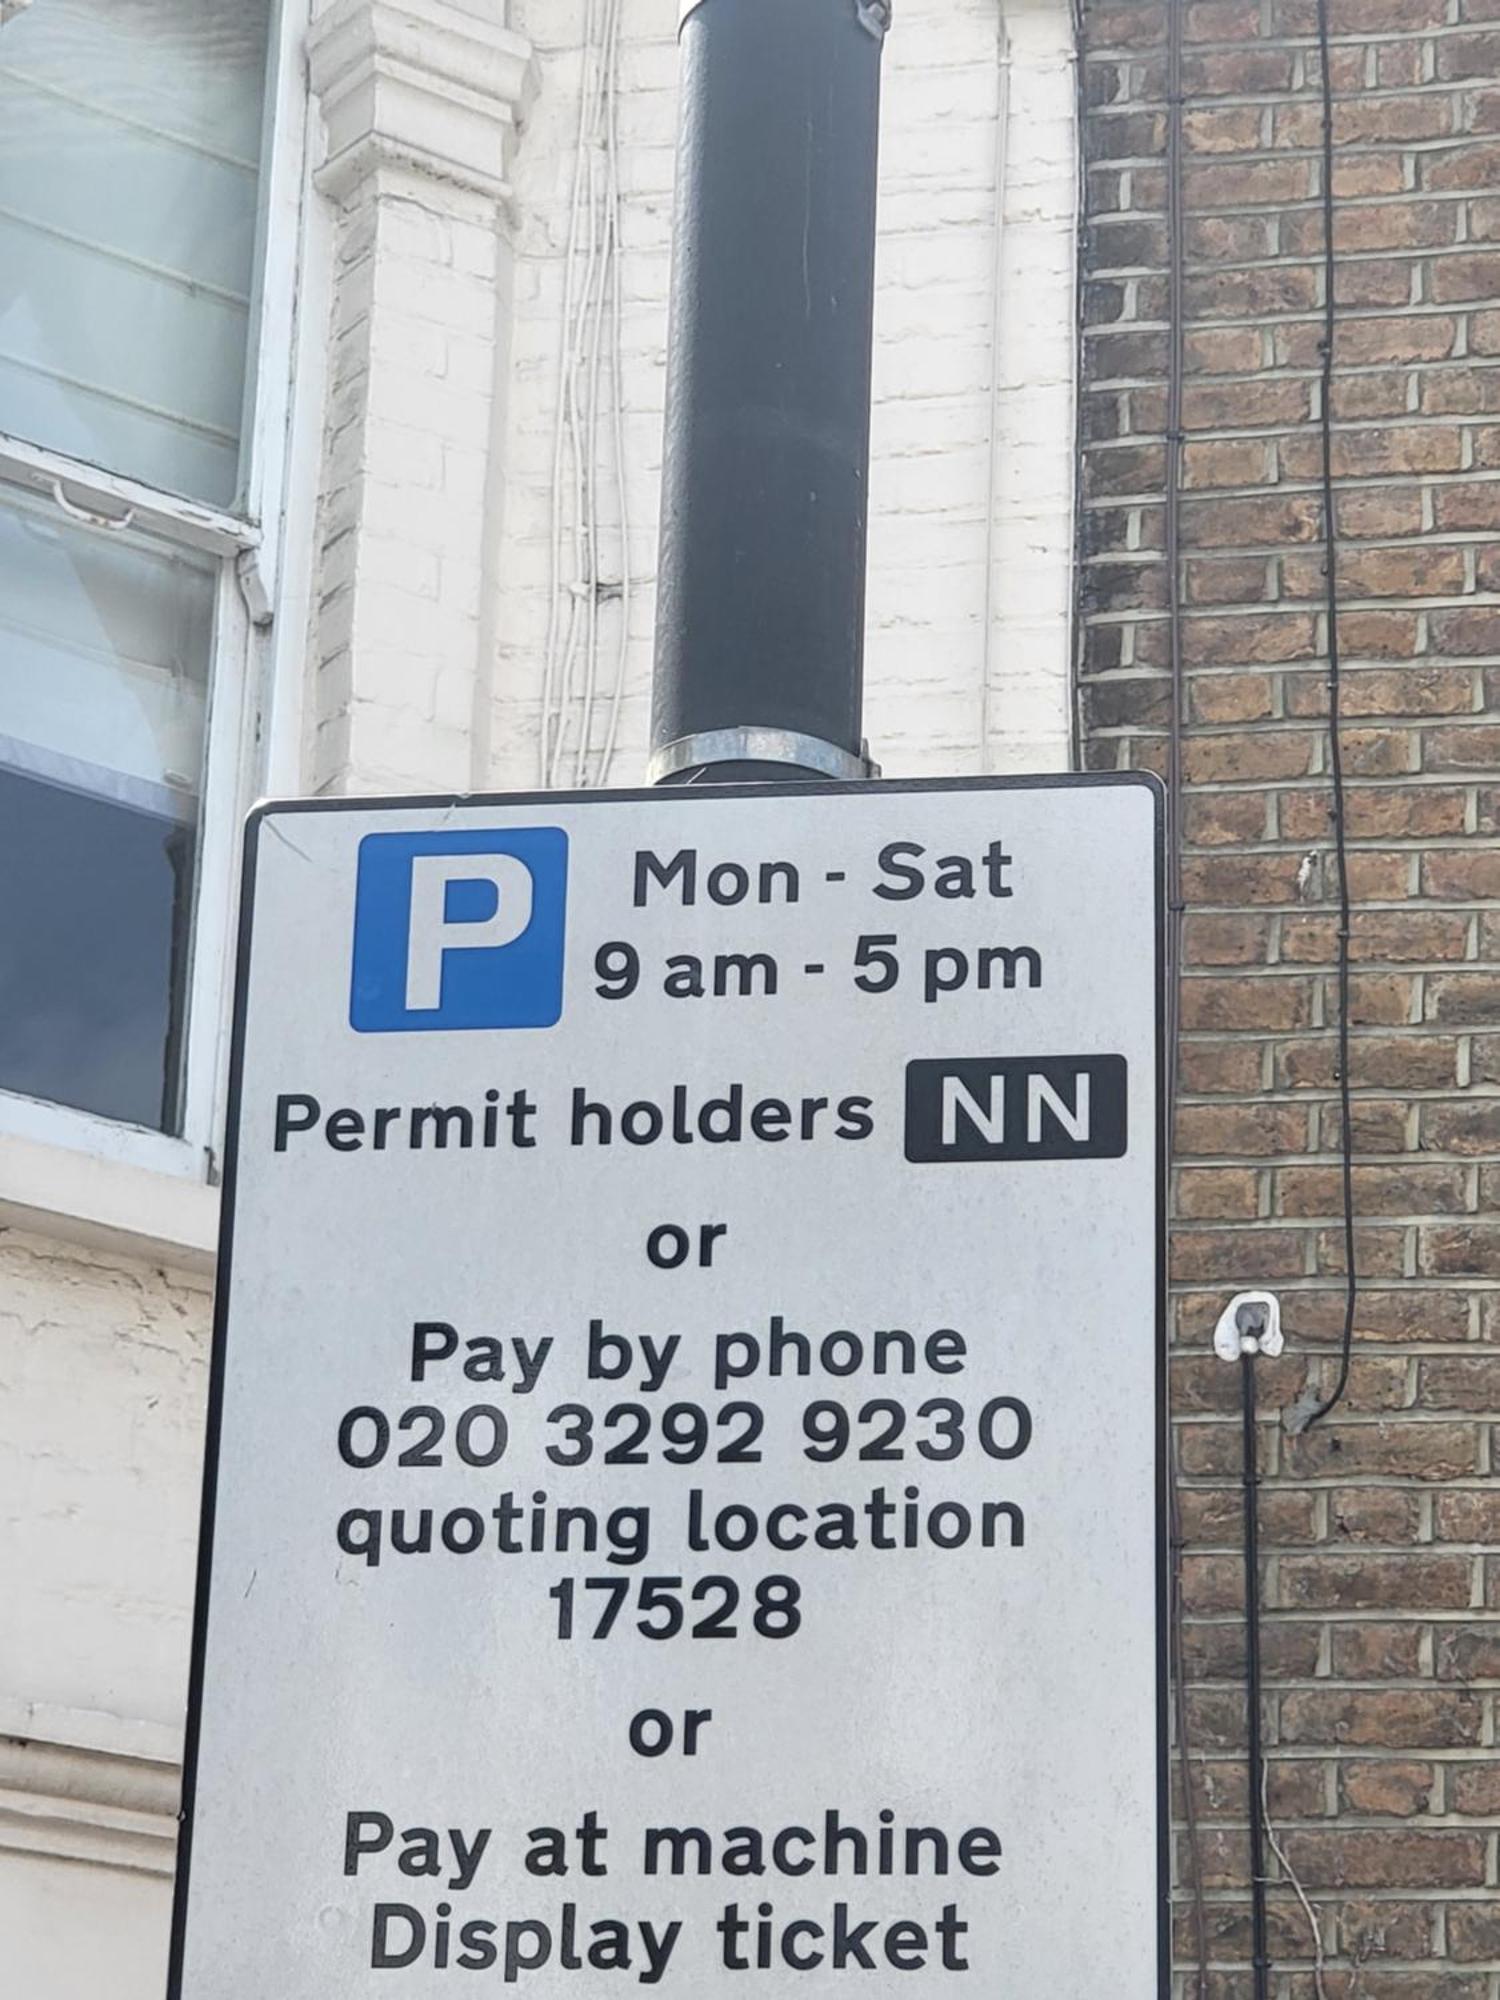 P Mon - Sat
9 am - 5 pm
Permit holders NN
or
Pay by phone
020 3292 9230
quoting location
17528
or
Pay at machine
Display ticket